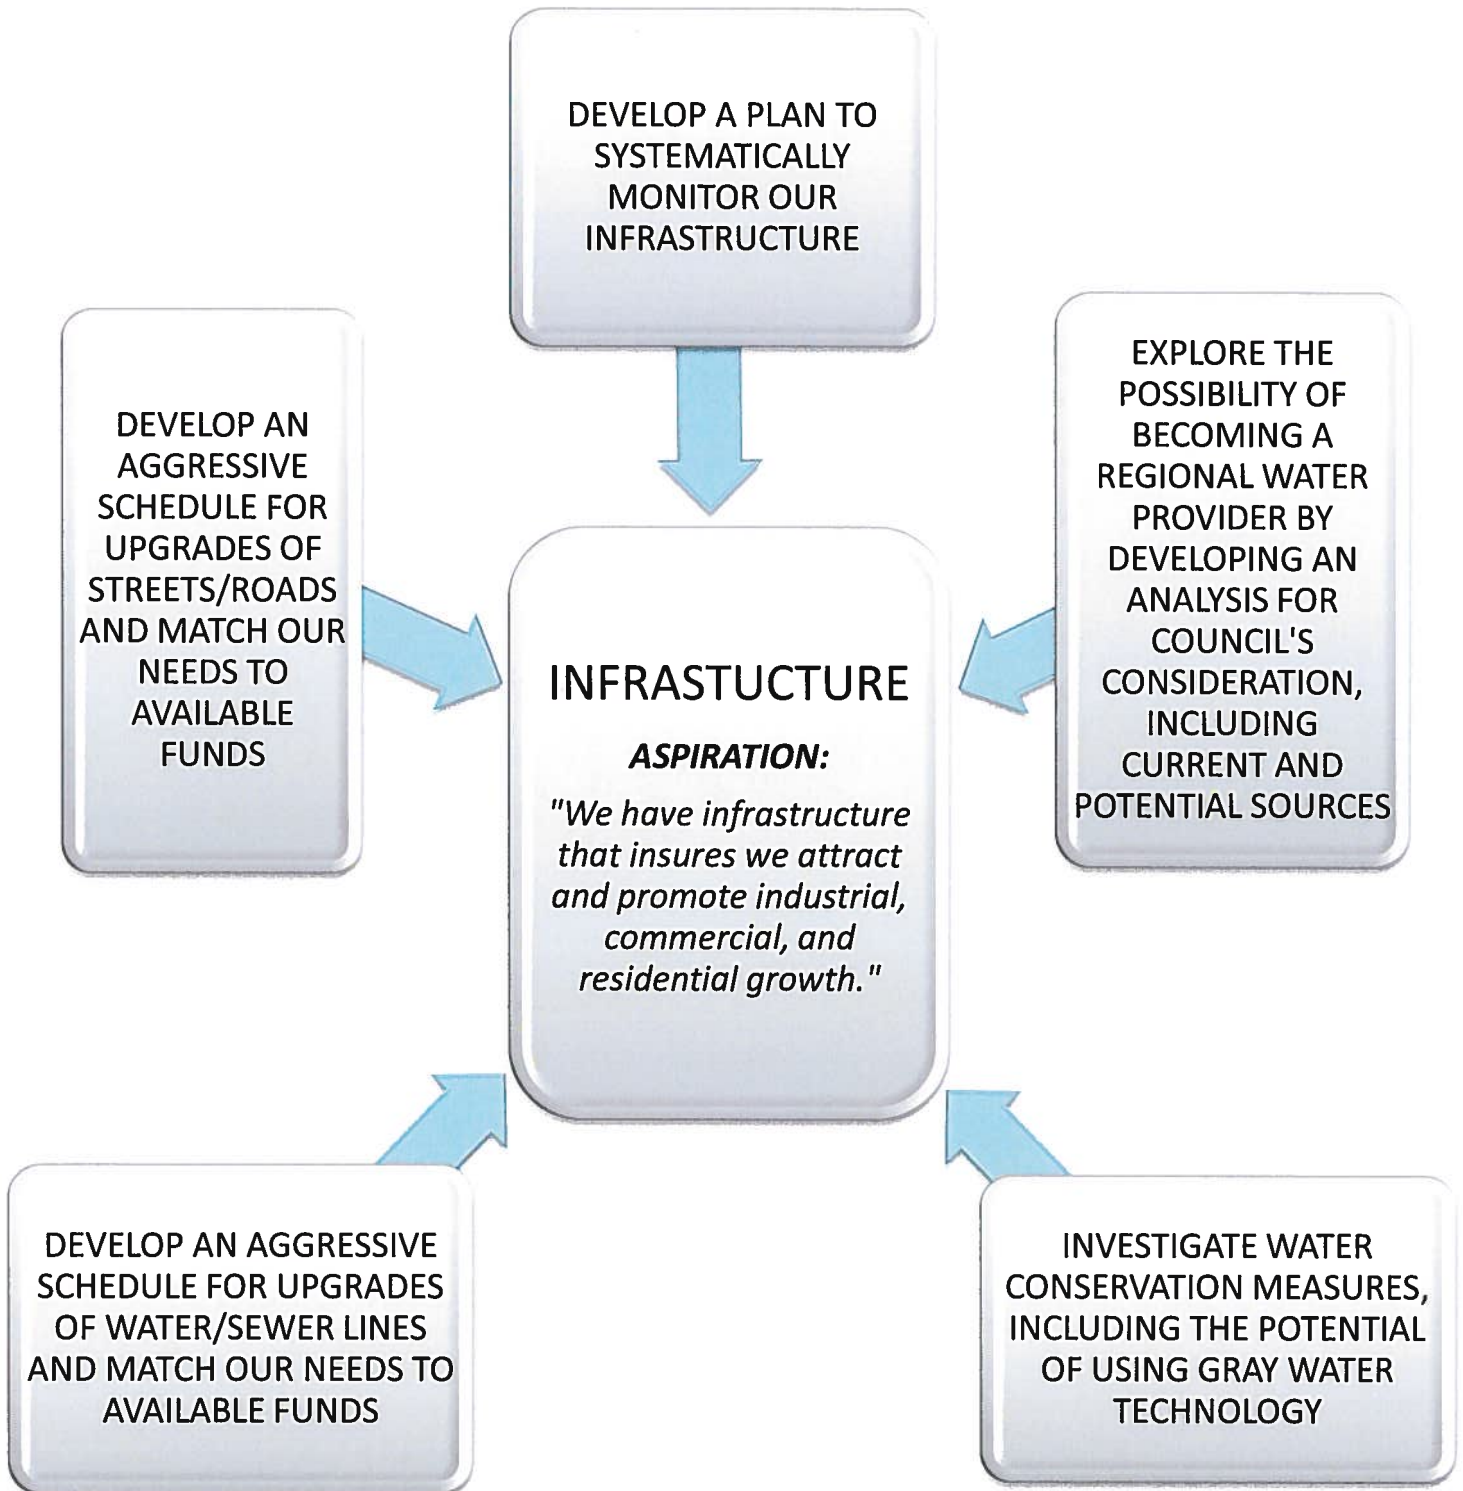 DEVELOP A PLAN TO
SYSTEMATICALLY
MONITOR OUR
INFRASTRUCTURE
DEVELOP AN
AGGRESSIVE
SCHEDULE FOR
UPGRADES OF
STREETS/ROADS
AND MATCH OUR
NEEDS TO
AVAILABLE
FUNDS
EXPLORE THE
POSSIBILITY OF
BECOMING A
REGIONAL WATER
PROVIDER BY
DEVELOPING AN
ANALYSIS FOR
COUNCIL'S
CONSIDERATION,
INCLUDING
CURRENT AND
POTENTIAL SOURCES
INFRASTUCTURE
ASPIRATION:
"We have infrastructure
that insures we attract
and promote industrial,
commercial, and
residential growth."
DEVELOP AN AGGRESSIVE
SCHEDULE FOR UPGRADES
OF WATER/SEWER LINES
AND MATCH OUR NEEDS TO
AVAILABLE FUNDS
INVESTIGATE WATER
CONSERVATION MEASURES,
INCLUDING THE POTENTIAL
OF USING GRAY WATER
TECHNOLOGY